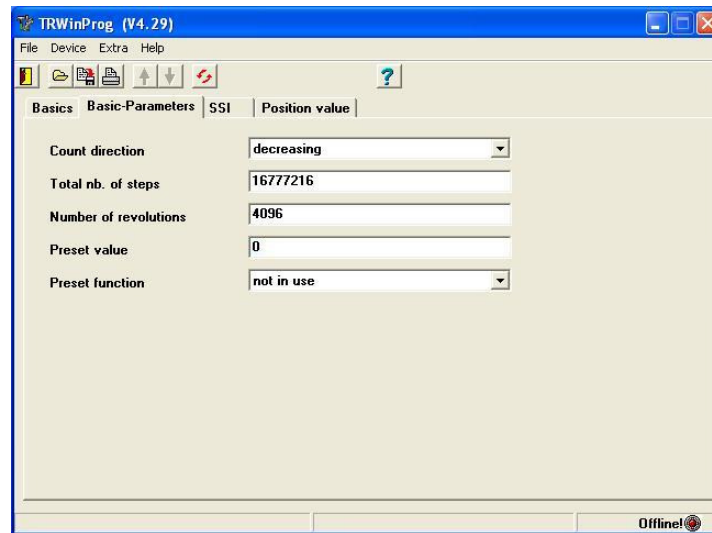 TRWinProg (V4.29)
File Device Extra Help
?
Basics Basic-Parameters SSI Position value
Count direction decreasing
Total nb. of steps 16777216
Number of revolutions 4096
Preset value 0
Preset function not in use
Offline!